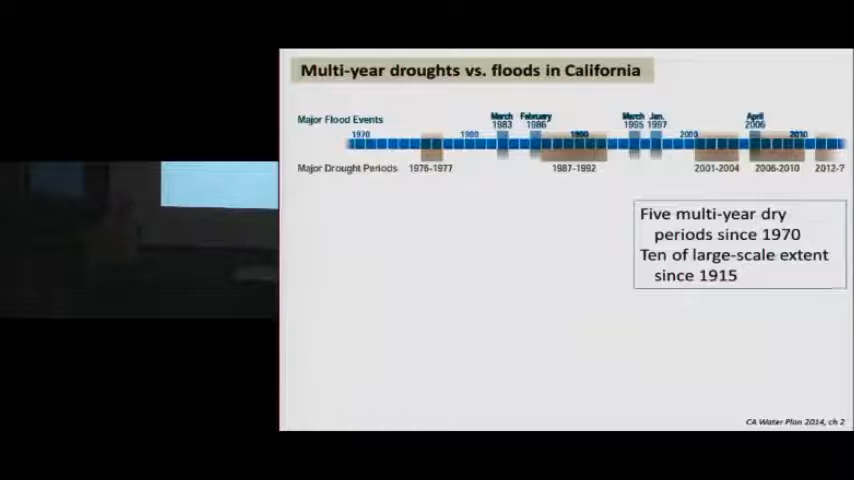 Multi-year droughts vs. floods in California
Major Flood Events
March 1983
February 1986
March 1995
Jan. 1997
April 2006
1970 1980 1990 2000 2010
Major Drought Periods 1976-1977 1987-1992 2001-2004 2006-2010 2012-?
Five multi-year dry
periods since 1970
Ten of large-scale extent
since 1915
CA Water Plan 2014, ch 2